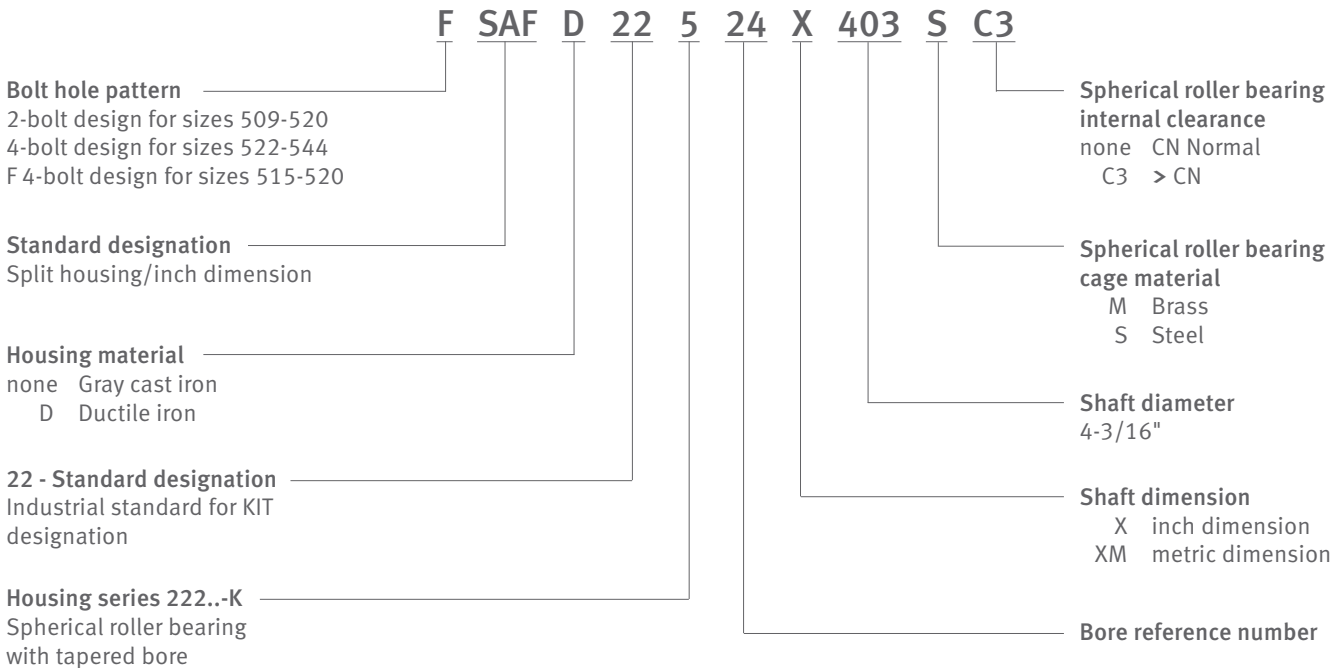 F SAF D 22 5 24 X 403 S C3
Bolt hole pattern
2-bolt design for sizes 509-520
4-bolt design for sizes 522-544
F 4-bolt design for sizes 515-520
Standard designation
Split housing/inch dimension
Housing material
none Gray cast iron
D Ductile iron
22 - Standard designation
Industrial standard for KIT
designation
Housing series 222..-K
Spherical roller bearing
with tapered bore
Spherical roller bearing
internal clearance
none CN Normal
C3 > CN
Spherical roller bearing
cage material
M Brass
S Steel
Shaft diameter
4-3/16"
Shaft dimension
X inch dimension
XM metric dimension
Bore reference number